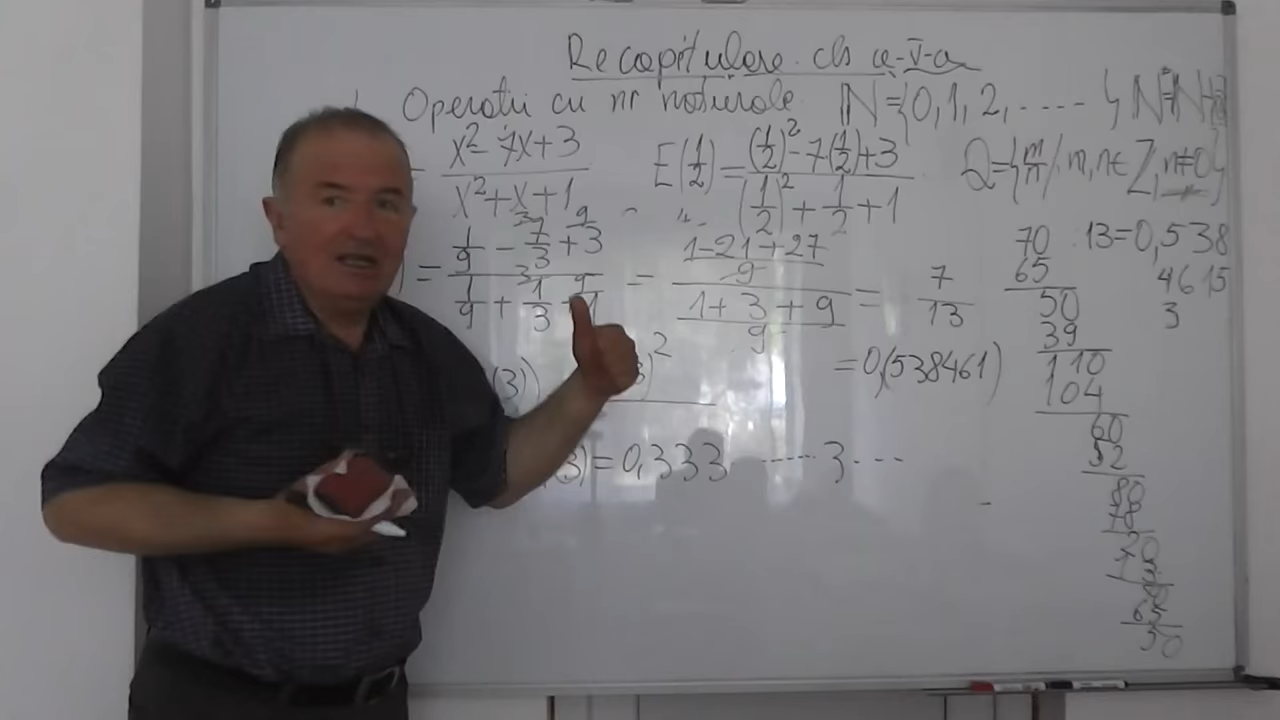 Recapitulare cls a-V-a
Operatii cu nr naturale IN={0,1,2,.....}
x²-7x+3
x²+x+1
E(1/2)=((1/2)²-7(1/2)+3)/((1/2)²+1/2+1)
Q={m/n / m,n∈Z, n≠0}
=(1/9-7/3+3)/(1/9+1/3+1) = ((1-21+27)/9)/((1+3+9)/9) = 7/13
=0,(538461)
(3)) )²
(3)=0,333 ...... 3...
70 :13=0,538
65 4615
50 3
39
110
104
60
52
80
78
20
65
50